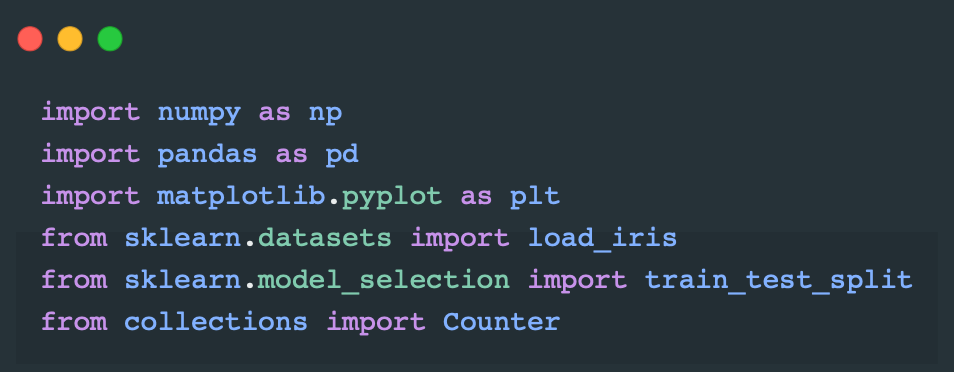 import numpy as np
import pandas as pd
import matplotlib.pyplot as plt
from sklearn.datasets import load_iris
from sklearn.model_selection import train_test_split
from collections import Counter